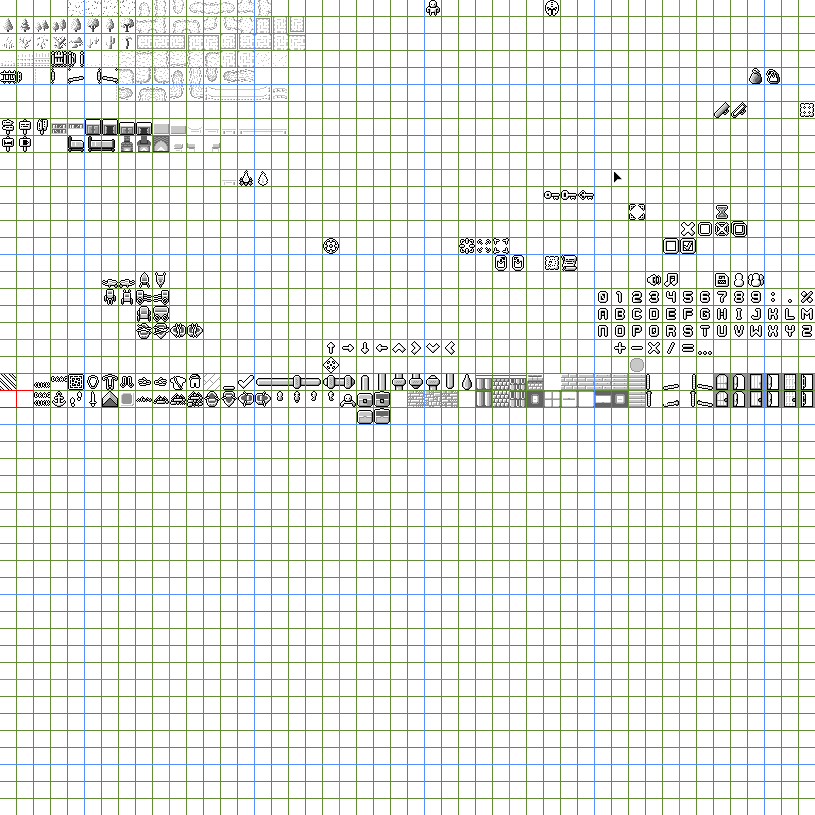 0 1 2 3 4 5 6 7 8 9 : . %
A B C D E F G H I J K L M
N O P Q R S T U V W X Y Z
+ - X / = ...